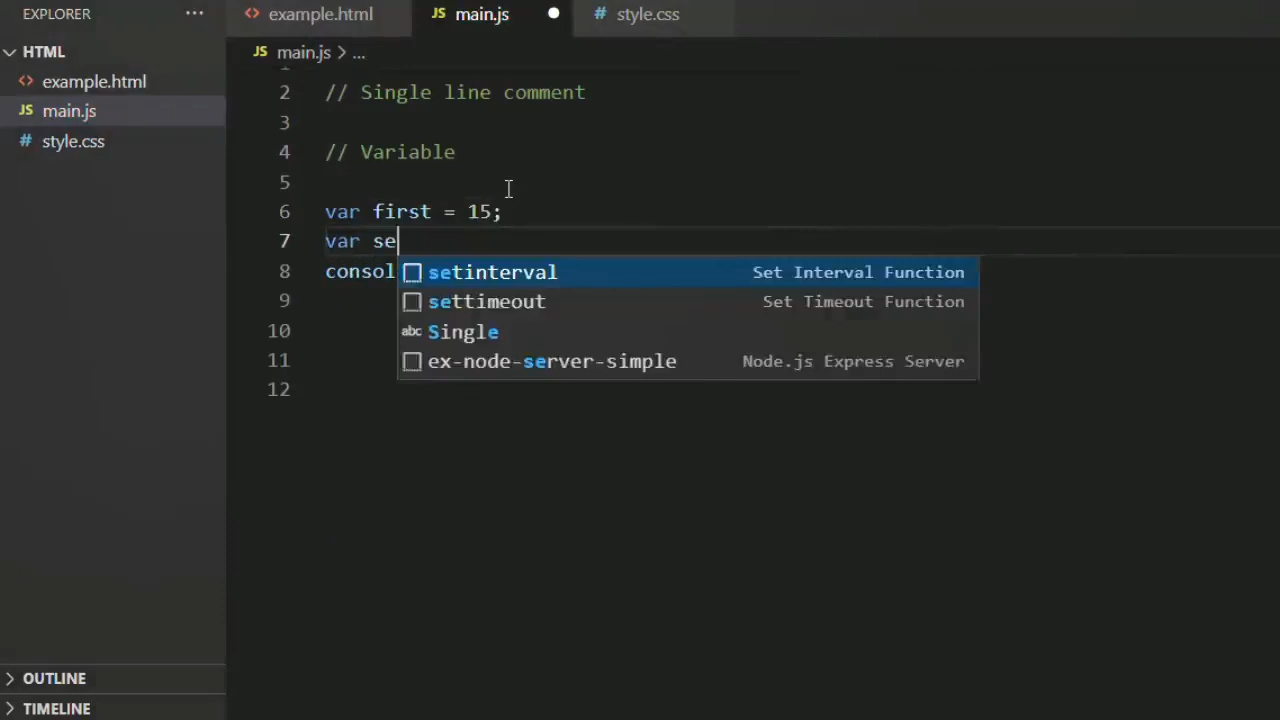 EXPLORER ...
HTML
<> example.html
JS main.js
# style.css
OUTLINE
TIMELINE
<> example.html JS main.js # style.css
JS main.js > ...
2 // Single line comment
3
4 // Variable
5
6 var first = 15;
7 var se
8 consol
9
10
11
12
setinterval Set Interval Function
settimeout Set Timeout Function
abc Single
ex-node-server-simple Node.js Express Server